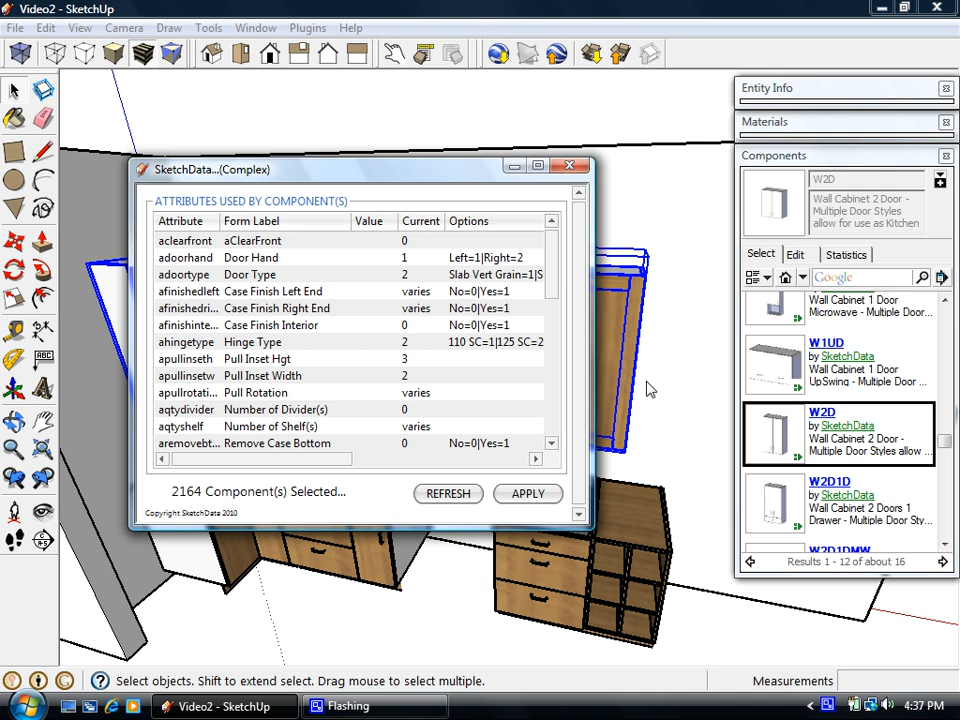 Video2 - SketchUp
File Edit View Camera Draw Tools Window Plugins Help
Entity Info
Materials
Components
W2D
Wall Cabinet 2 Door -
Multiple Door Styles
allow for use as Kitchen
Select Edit Statistics
Google
Wall Cabinet 1 Door
Microwave - Multiple Door...
W1UD
by SketchData
Wall Cabinet 1 Door
UpSwing - Multiple Door...
W2D
by SketchData
Wall Cabinet 2 Door -
Multiple Door Styles allow ...
W2D1D
by SketchData
Wall Cabinet 2 Doors 1
Drawer - Multiple Door Sty...
W2D1DMW
Results 1 - 12 of about 16
SketchData...(Complex)
ATTRIBUTES USED BY COMPONENT(S)
Attribute Form Label Value Current Options
aclearfront aClearFront 0
adoorhand Door Hand 1 Left=1|Right=2
adoortype Door Type 2 Slab Vert Grain=1|S
afinishedleft Case Finish Left End varies No=0|Yes=1
afinishedri... Case Finish Right End varies No=0|Yes=1
afinishinte... Case Finish Interior 0 No=0|Yes=1
ahingetype Hinge Type 2 110 SC=1|125 SC=2
apullinseth Pull Inset Hgt 3
apullinsetw Pull Inset Width 2
apullrotati... Pull Rotation varies
aqtydivider Number of Divider(s) 0
aqtyshelf Number of Shelf(s) varies
aremovebt... Remove Case Bottom 0 No=0|Yes=1
2164 Component(s) Selected...
REFRESH APPLY
Copyright SketchData 2010
ABC
Select objects. Shift to extend select. Drag mouse to select multiple.
Measurements
Video2 - SketchUp
Flashing
4:37 PM